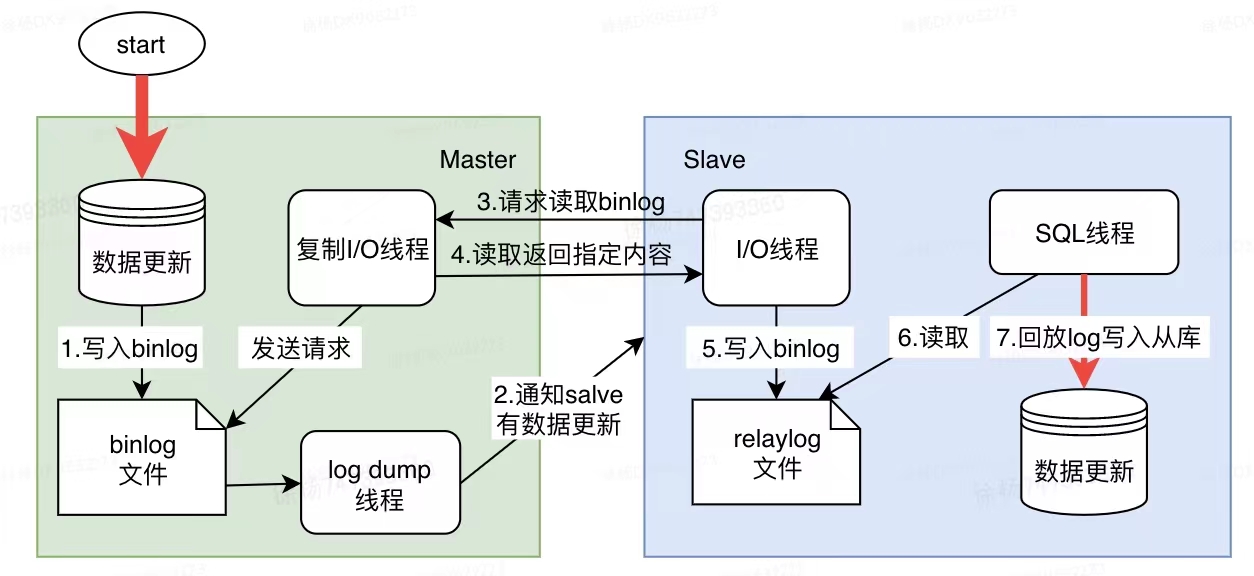 start
Master
Slave
数据更新
复制I/O线程
3.请求读取binlog
4.读取返回指定内容
I/O线程
SQL线程
1.写入binlog
发送请求
5.写入binlog
6.读取
7.回放log写入从库
2.通知salve
有数据更新
binlog
文件
log dump
线程
relaylog
文件
数据更新